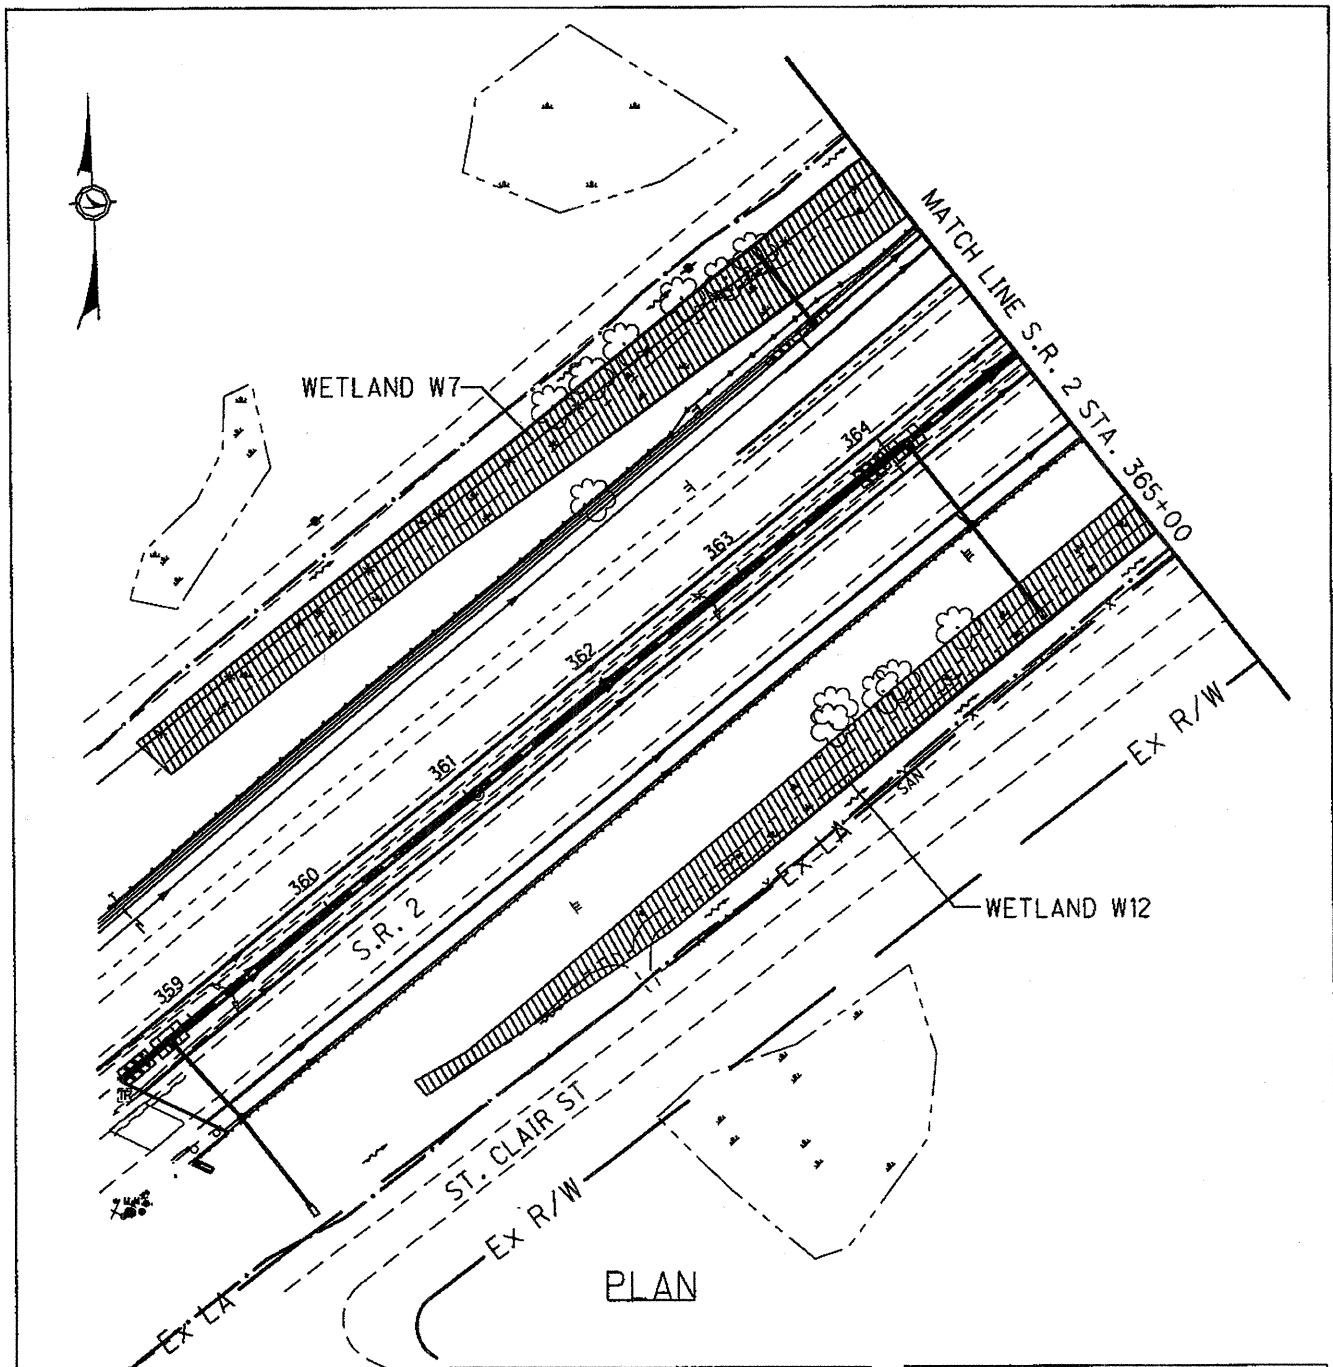 MATCH LINE S.R. 2 STA. 365+00
WETLAND W7
364
363
362
361
360
359
S.R. 2
Ex R/W
SAN
Ex LA
WETLAND W12
ST. CLAIR ST
Ex R/W
Ex LA
PLAN